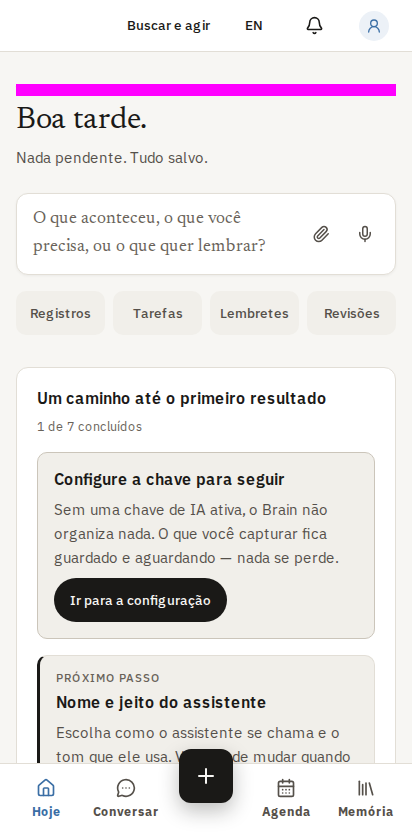 Buscar e agir
EN
Boa tarde.
Nada pendente. Tudo salvo.
O que aconteceu, o que você
precisa, ou o que quer lembrar?
Registros
Tarefas
Lembretes
Revisões
Um caminho até o primeiro resultado
1 de 7 concluídos
Configure a chave para seguir
Sem uma chave de IA ativa, o Brain não
organiza nada. O que você capturar fica
guardado e aguardando — nada se perde.
Ir para a configuração
PRÓXIMO PASSO
Nome e jeito do assistente
Escolha como o assistente se chama e o
tom que ele usa. de mudar quando
Hoje
Conversar
Agenda
Memória